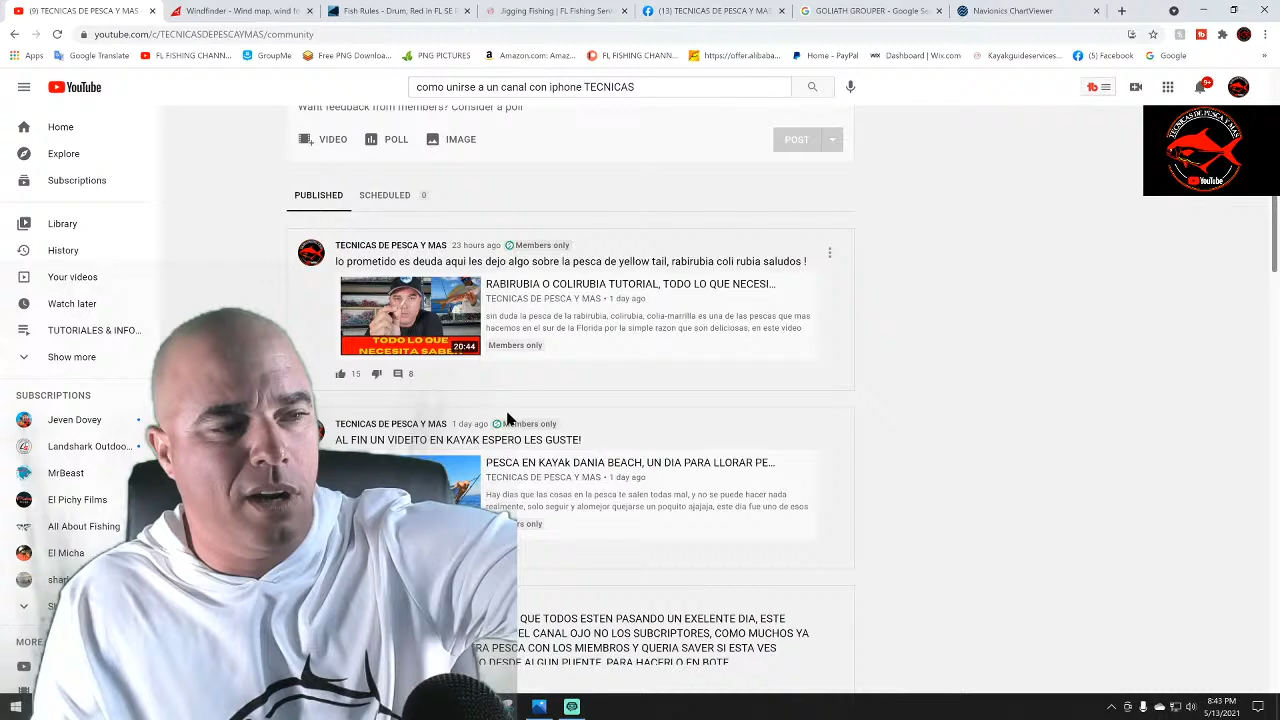 (9) TECNICAS DE PESCA Y MAS
Windfinder - Wind map, wind fo
Fish Rules - Drum, Red in FL SE F
Jigging Fishing | FL Fishing Serv
(13) TECNICAS DE PESCA Y MAS
GOLIATH GROUPER - Google Se
Navionics ChartViewer
youtube.com/c/TECNICASDEPESCAYMAS/community
Apps
Google Translate
FL FISHING CHANN...
GroupMe
Free PNG Downloa...
PNG PICTURES
Amazon.com: Amaz...
FL FISHING CHANN...
https://offer.alibaba...
Home - PayPal
WIX Dashboard | Wix.com
Kayakguideservices...
(5) Facebook
Google
YouTube
como unirse a un canal con iphone TECNICAS
9+
Want feedback from members? Consider a poll
VIDEO POLL IMAGE
POST
TECNICAS DE PESCA Y MAS
YouTube
Home
Explore
Subscriptions
Library
History
Your videos
Watch later
TUTORIALES & INFO...
Show more
SUBSCRIPTIONS
Jeven Dovey
Landshark Outdoo...
MrBeast
El Pichy Films
All About Fishing
El Micha
shark
MORE
PUBLISHED SCHEDULED 0
TECNICAS DE PESCA Y MAS 23 hours ago Members only
lo prometido es deuda aqui les dejo algo sobre la pesca de yellow tail, rabirubia coli rubia saludos !
TODO LO QUE
NECESITA SABER
20:44
RABIRUBIA O COLIRUBIA TUTORIAL, TODO LO QUE NECESI...
TECNICAS DE PESCA Y MAS • 1 day ago
sin duda la pesca de la rabirubia, colirubia, colia-marrilla es una de las pescas que mas
hacemos en el sur de la Florida por la simple razon que son deliciosas, en este video
Members only
15 8
TECNICAS DE PESCA Y MAS 1 day ago Members only
AL FIN UN VIDEITO EN KAYAK ESPERO LES GUSTE!
PESCA EN KAYAk DANIA BEACH, UN DIA PARA LLORAR PE...
TECNICAS DE PESCA Y MAS • 1 day ago
Hay dias que las cosas en la pesca te salen todas mal, y no se puede hacer nada
realmente, solo seguir y alomejor quejarse un poquito ajajaja, este dia fue uno de esos
only
QUE TODOS ESTEN PASANDO UN EXELENTE DIA, ESTE
EL CANAL OJO NO LOS SUBCRIPTORES, COMO MUCHOS YA
PESCA CON LOS MIEMBROS Y QUERIA SAVER SI ESTA VES
DESDE ALGUN PUENTE, PARA HACERLO EN BOTE
8:43 PM
5/13/2021